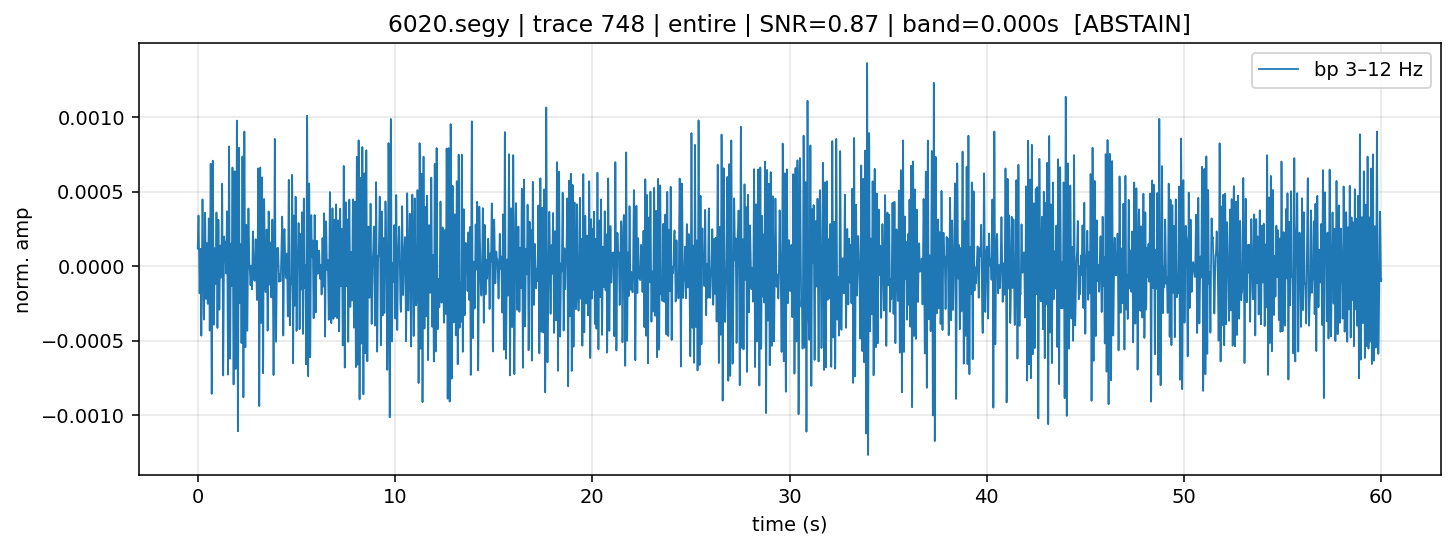 6020.segy | trace 748 | entire | SNR=0.87 | band=0.000s  [ABSTAIN]
bp 3–12 Hz
0.0010
0.0005
0.0000
−0.0005
−0.0010
norm. amp
0 10 20 30 40 50 60
time (s)